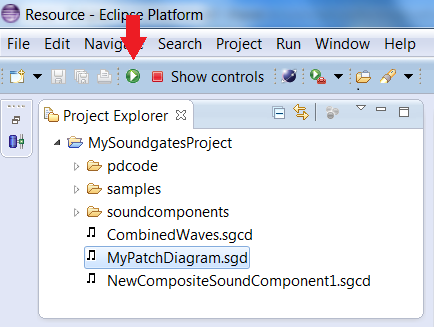 Resource - Eclipse Platform
File Edit Navigate Search Project Run Window Help
Show controls
Project Explorer
MySoundgatesProject
pdcode
samples
soundcomponents
CombinedWaves.sgcd
MyPatchDiagram.sgd
NewCompositeSoundComponent1.sgcd